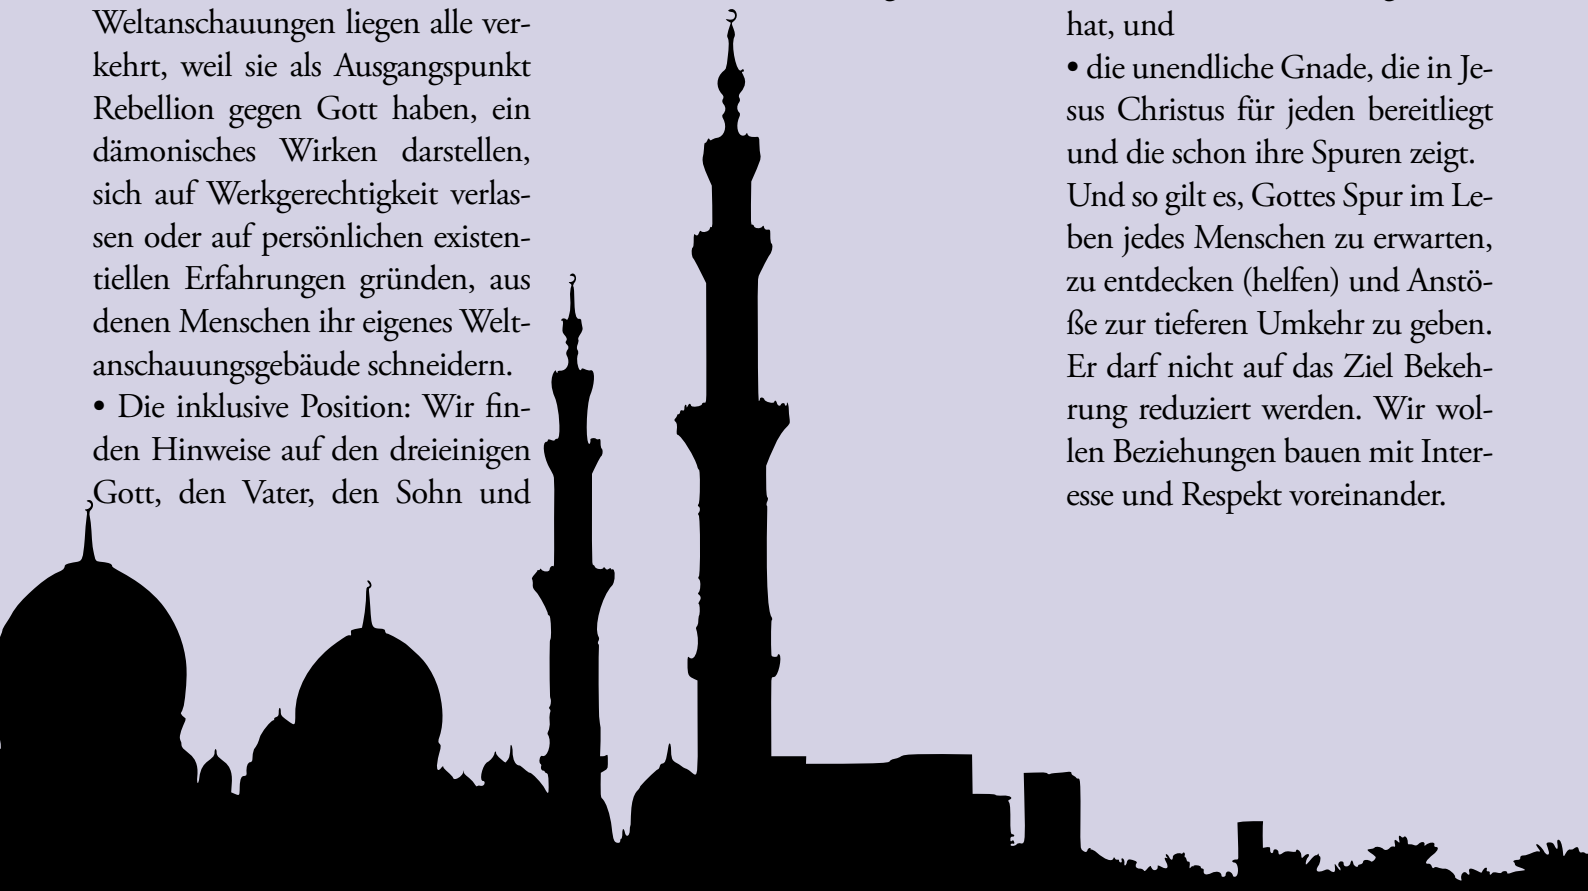 Weltanschauungen liegen alle ver-
kehrt, weil sie als Ausgangspunkt
Rebellion gegen Gott haben, ein
dämonisches Wirken darstellen,
sich auf Werkgerechtigkeit verlas-
sen oder auf persönlichen existen-
tiellen Erfahrungen gründen, aus
denen Menschen ihr eigenes Welt-
anschauungsgebäude schneidern.
• Die inklusive Position: Wir fin-
den Hinweise auf den dreieinigen
Gott, den Vater, den Sohn und
hat, und
• die unendliche Gnade, die in Je-
sus Christus für jeden bereitliegt
und die schon ihre Spuren zeigt.
Und so gilt es, Gottes Spur im Le-
ben jedes Menschen zu erwarten,
zu entdecken (helfen) und Anstö-
ße zur tieferen Umkehr zu geben.
Er darf nicht auf das Ziel Bekeh-
rung reduziert werden. Wir wol-
len Beziehungen bauen mit Inter-
esse und Respekt voreinander.